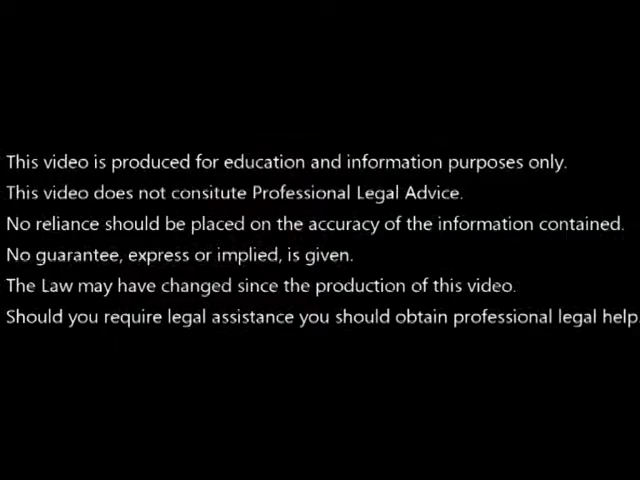 This video is produced for education and information purposes only.
This video does not consitute Professional Legal Advice.
No reliance should be placed on the accuracy of the information contained.
No guarantee, express or implied, is given.
The Law may have changed since the production of this video.
Should you require legal assistance you should obtain professional legal help.